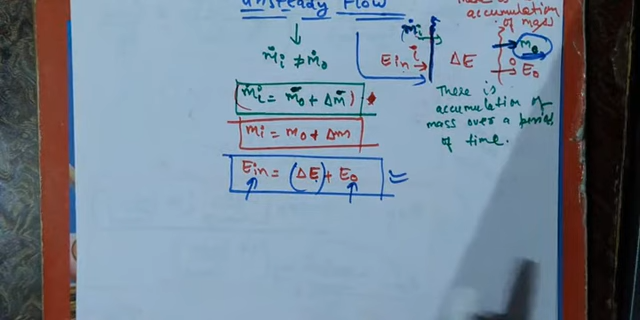 Unsteady Flow
accumulation
of mass
ṁi ≠ ṁo
ṁi
Ein i ΔE ṁo
o Eo
ṁi = ṁo + Δṁ
mi = mo + Δm
Ein = (ΔE) + Eo
There is
accumulation of
mass over a period
of time.